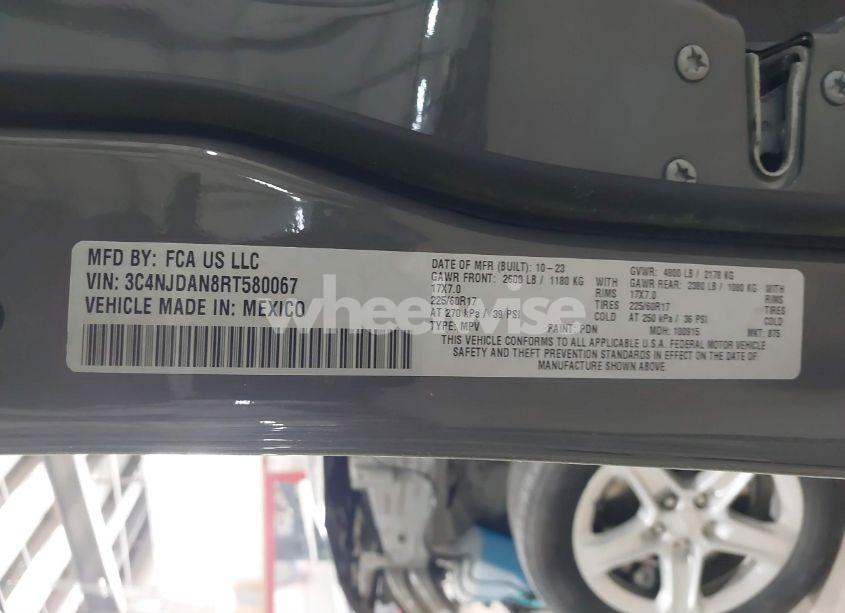 MFD BY: FCA US LLC
VIN: 3C4NJDAN8RT580067
VEHICLE MADE IN: MEXICO
DATE OF MFR (BUILT): 10-23 GVWR: 4800 LB / 2178 KG
GAWR FRONT: 2600 LB / 1180 KG WITH GAWR REAR: 2380 LB / 1080 KG WITH
17X7.0 RIMS 17X7.0 RIMS
225/60R17 TIRES 225/60R17 TIRES
AT 270 kPa / 39 PSI COLD AT 250 kPa / 36 PSI COLD
TYPE: MPV PAINT: PDN MDH: 100915 MKT: 875
THIS VEHICLE CONFORMS TO ALL APPLICABLE U.S.A. FEDERAL MOTOR VEHICLE
SAFETY AND THEFT PREVENTION STANDARDS IN EFFECT ON THE DATE OF
MANUFACTURE SHOWN ABOVE.
wheelwise